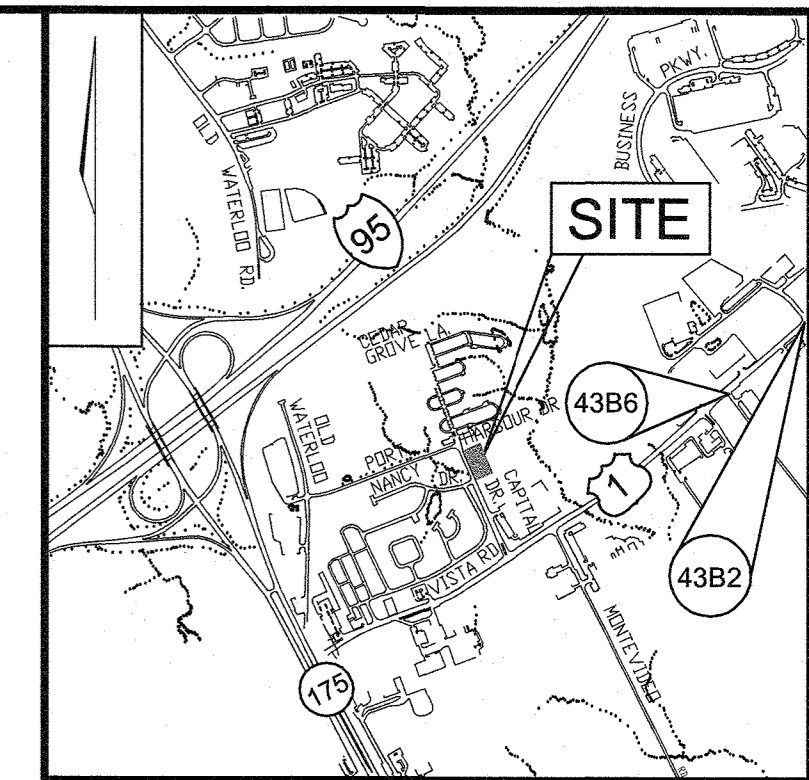 PKWY.
BUSINESS
OLD
WATERLOO RD.
95
SITE
CEDAR
GROVE LA.
43B6
OLD
WATERLOO
HARBOUR DR
PORT
NANCY DR.
CAPITAL
DR.
1
VISTA RD.
43B2
MONTEVIDEO
RD
175